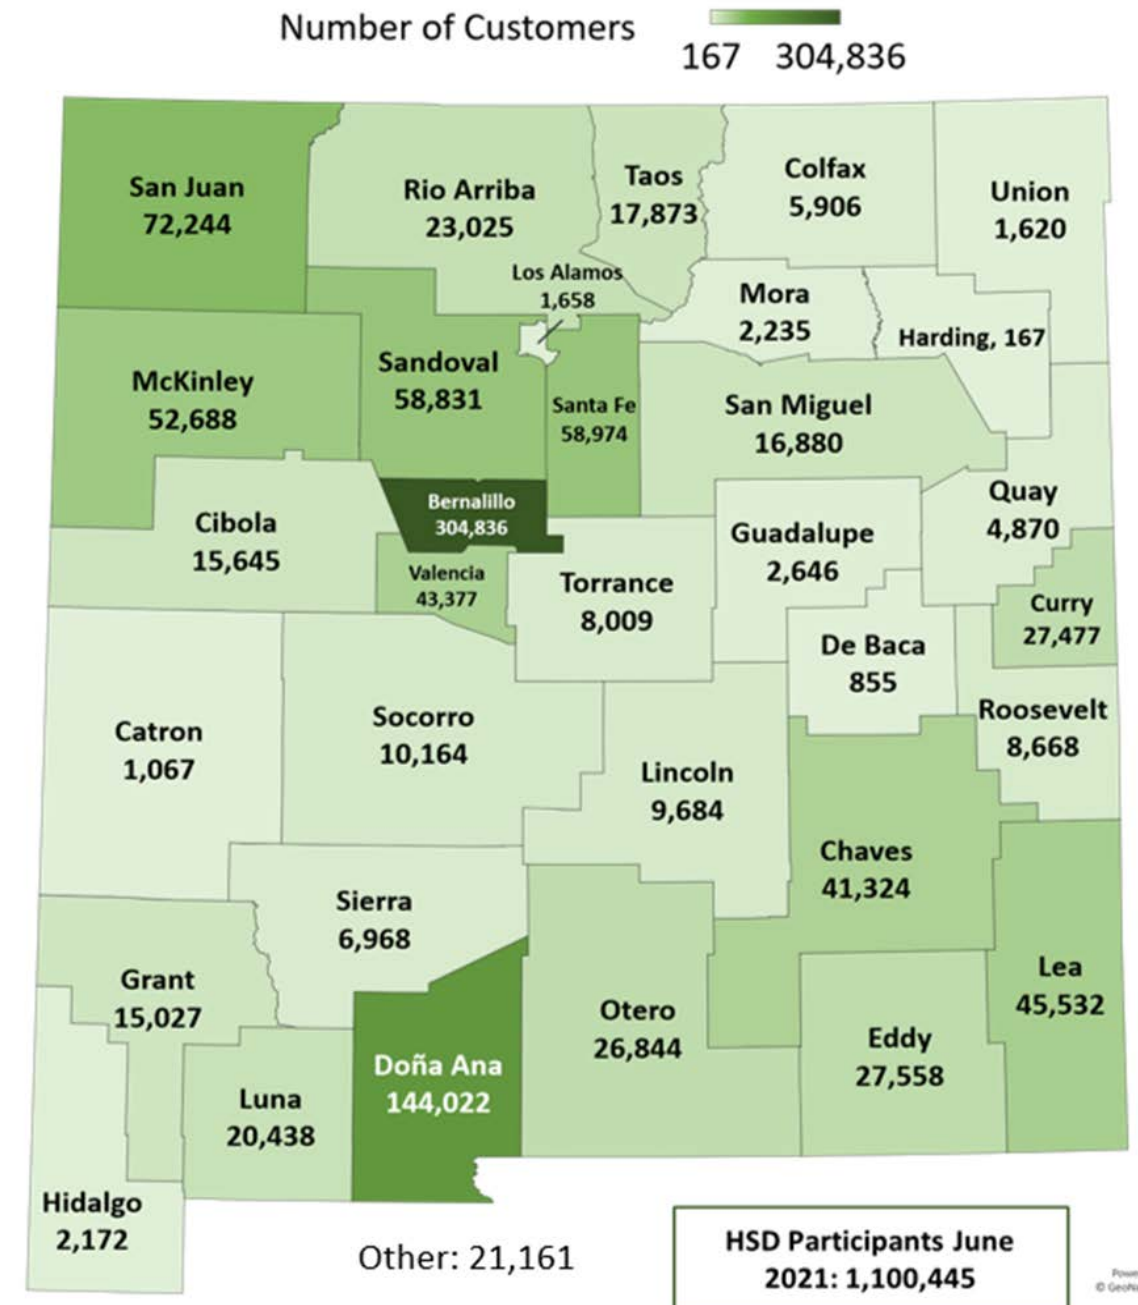 Number of Customers
167 304,836
San Juan
72,244
Rio Arriba
23,025
Taos
17,873
Colfax
5,906
Union
1,620
Los Alamos
1,658
Mora
2,235
Harding, 167
McKinley
52,688
Sandoval
58,831
Santa Fe
58,974
San Miguel
16,880
Quay
4,870
Cibola
15,645
Bernalillo
304,836
Guadalupe
2,646
Valencia
43,377
Torrance
8,009
Curry
27,477
De Baca
855
Roosevelt
8,668
Catron
1,067
Socorro
10,164
Lincoln
9,684
Chaves
41,324
Sierra
6,968
Lea
45,532
Grant
15,027
Otero
26,844
Eddy
27,558
Doña Ana
144,022
Luna
20,438
Hidalgo
2,172
Other: 21,161
HSD Participants June
2021: 1,100,445
Powe
© GeoN